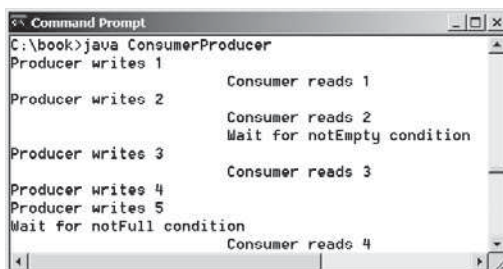 Command Prompt
C:\book>java ConsumerProducer
Producer writes 1
Consumer reads 1
Producer writes 2
Consumer reads 2
Wait for notEmpty condition
Producer writes 3
Consumer reads 3
Producer writes 4
Producer writes 5
Wait for notFull condition
Consumer reads 4